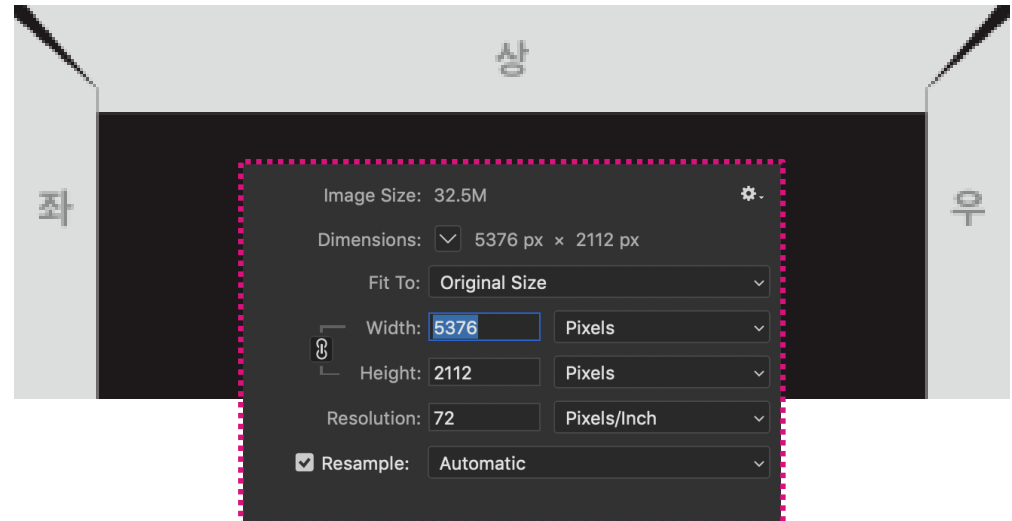 상
좌
우
Image Size: 32.5M
Dimensions: 5376 px × 2112 px
Fit To: Original Size
Width: 5376 Pixels
Height: 2112 Pixels
Resolution: 72 Pixels/Inch
Resample: Automatic